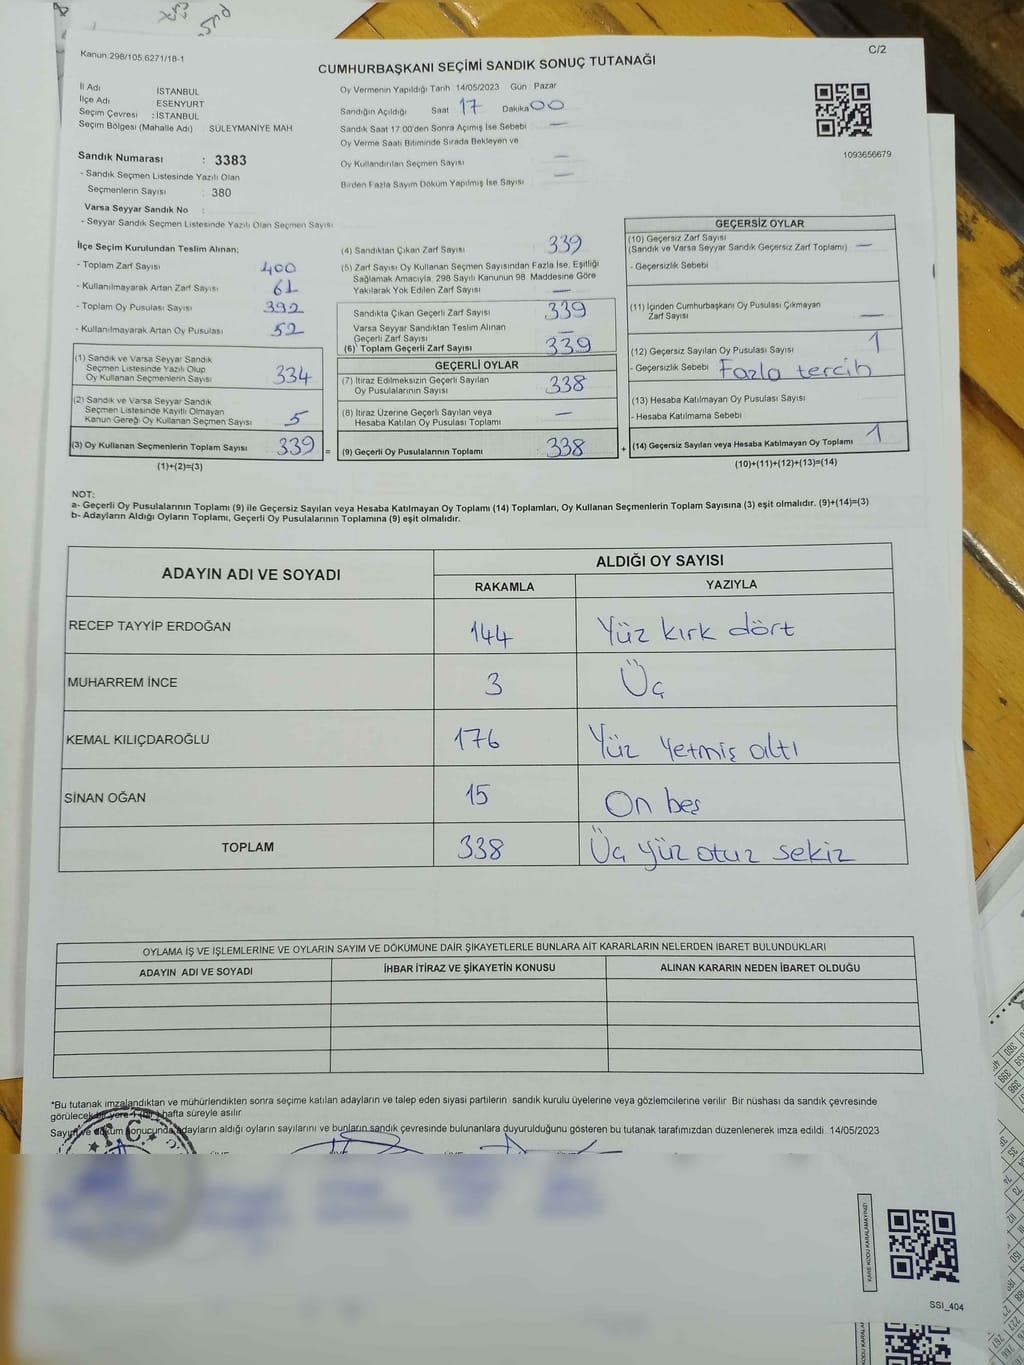 Kanun:298/105,6271/18-1
C/2
CUMHURBAŞKANI SEÇİMİ SANDIK SONUÇ TUTANAĞI
İl Adı İSTANBUL
İlçe Adı ESENYURT
Seçim Çevresi : İSTANBUL
Seçim Bölgesi (Mahalle Adı) SÜLEYMANİYE MAH
Sandık Numarası : 3383
- Sandık Seçmen Listesinde Yazılı Olan
Seçmenlerin Sayısı : 380
Varsa Seyyar Sandık No :
- Seyyar Sandık Seçmen Listesinde Yazılı Olan Seçmen Sayısı
Oy Vermenin Yapıldığı Tarih 14/05/2023 Gün Pazar
Sandığın Açıldığı Saat 17 Dakika 00
Sandık Saat 17 00'den Sonra Açımış İse Sebebi —
Oy Verme Saati Bitiminde Sırada Bekleyen ve
Oy Kullandırılan Seçmen Sayısı —
Birden Fazla Sayım Döküm Yapılmış İse Sayısı —
1093656679
İlçe Seçim Kurulundan Teslim Alınan;
- Toplam Zarf Sayısı 400
- Kullanılmayarak Artan Zarf Sayısı 61
- Toplam Oy Pusulası Sayısı 392
- Kullanılmayarak Artan Oy Pusulası 52
(1) Sandık ve Varsa Seyyar Sandık
Seçmen Listesinde Yazılı Olup
Oy Kullanan Seçmenlerin Sayısı 334
(2) Sandık ve Varsa Seyyar Sandık
Seçmen Listesinde Kayıtlı Olmayan
Kanun Gereği Oy Kullanan Seçmen Sayısı 5
(3) Oy Kullanan Seçmenlerin Toplam Sayısı 339
(1)+(2)=(3)
(4) Sandıktan Çıkan Zarf Sayısı 339
(5) Zarf Sayısı Oy Kullanan Seçmen Sayısından Fazla İse, Eşitliği
Sağlamak Amacıyla; 298 Sayılı Kanunun 98. Maddesine Göre
Yakılarak Yok Edilen Zarf Sayısı —
Sandıkta Çıkan Geçerli Zarf Sayısı 339
Varsa Seyyar Sandıktan Teslim Alınan
Geçerli Zarf Sayısı —
(6) Toplam Geçerli Zarf Sayısı 339
GEÇERLİ OYLAR
(7) İtiraz Edilmeksizin Geçerli Sayılan
Oy Pusulasının Sayısı 338
(8) İtiraz Üzerine Geçerli Sayılan veya
Hesaba Katılan Oy Pusulası Toplamı —
= (9) Geçerli Oy Pusulalarının Toplamı 338 +
GEÇERSİZ OYLAR
(10) Geçersiz Zarf Sayısı
(Sandık ve Varsa Seyyar Sandık Geçersiz Zarf Toplamı) —
- Geçersizlik Sebebi
(11) İçinden Cumhurbaşkanı Oy Pusulası Çıkmayan
Zarf Sayısı —
(12) Geçersiz Sayılan Oy Pusulası Sayısı 1
- Geçersizlik Sebebi Fazla tercih
(13) Hesaba Katılmayan Oy Pusulası Sayısı
- Hesaba Katılmama Sebebi
(14) Geçersiz Sayılan veya Hesaba Katılmayan Oy Toplamı 1
(10)+(11)+(12)+(13)=(14)
NOT:
a- Geçerli Oy Pusulalarının Toplamı (9) ile Geçersiz Sayılan veya Hesaba Katılmayan Oy Toplamı (14) Toplamları, Oy Kullanan Seçmenlerin Toplam Sayısına (3) eşit olmalıdır. (9)+(14)=(3)
b- Adayların Aldığı Oyların Toplamı, Geçerli Oy Pusulalarının Toplamına (9) eşit olmalıdır.
ADAYIN ADI VE SOYADI ALDIĞI OY SAYISI
RAKAMLA YAZIYLA
RECEP TAYYİP ERDOĞAN 144 Yüz kırk dört
MUHARREM İNCE 3 Üç
KEMAL KILIÇDAROĞLU 176 Yüz yetmiş altı
SİNAN OĞAN 15 On beş
TOPLAM 338 Üç yüz otuz sekiz
OYLAMA İŞ VE İŞLEMLERİNE VE OYLARIN SAYIM VE DÖKÜMÜNE DAİR ŞİKAYETLERLE BUNLARA AİT KARARLARIN NELERDEN İBARET BULUNDUKLARI
ADAYIN ADI VE SOYADI İHBAR İTİRAZ VE ŞİKAYETİN KONUSU ALINAN KARARIN NEDEN İBARET OLDUĞU
*Bu tutanak imzalandıktan ve mühürlendikten sonra seçime katılan adayların ve talep eden siyasi partilerin sandık kurulu üyelerine veya gözlemcilerine verilir Bir nüshası da sandık çevresinde
görülecek bir yere 1 (bir) hafta süreyle asılır
Sayım ve döküm sonucunda adayların aldığı oyların sayılarını ve bunların sandık çevresinde bulunanlara duyurulduğunu gösteren bu tutanak tarafımızdan düzenlenerek imza edildi. 14/05/2023
T.C.
KARE KODU KARALAMAYINIZ!
SSI_404